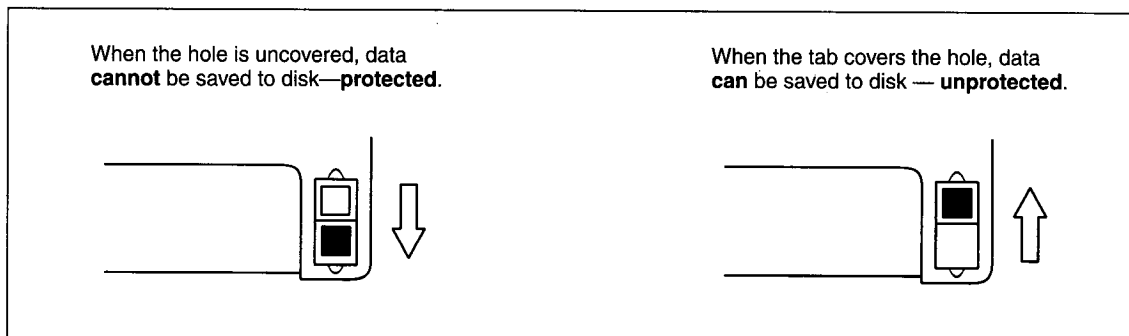 When the hole is uncovered, data
cannot be saved to disk—protected.
When the tab covers the hole, data
can be saved to disk — unprotected.